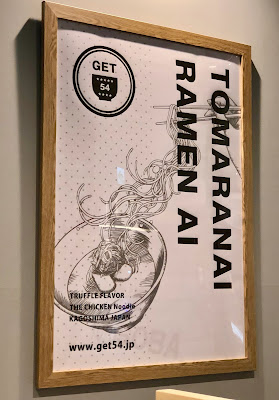 GET
54
TOMARANAI
RAMEN AI
TRUFFLE FLAVOR
THE CHICKEN Noodle
KAGOSHIMA JAPAN
www.get54.jp